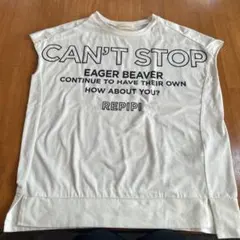 CAN'T STOP
EAGER BEAVER
CONTINUE TO HAVE THEIR OWN
HOW ABOUT YOU?
REPIPI